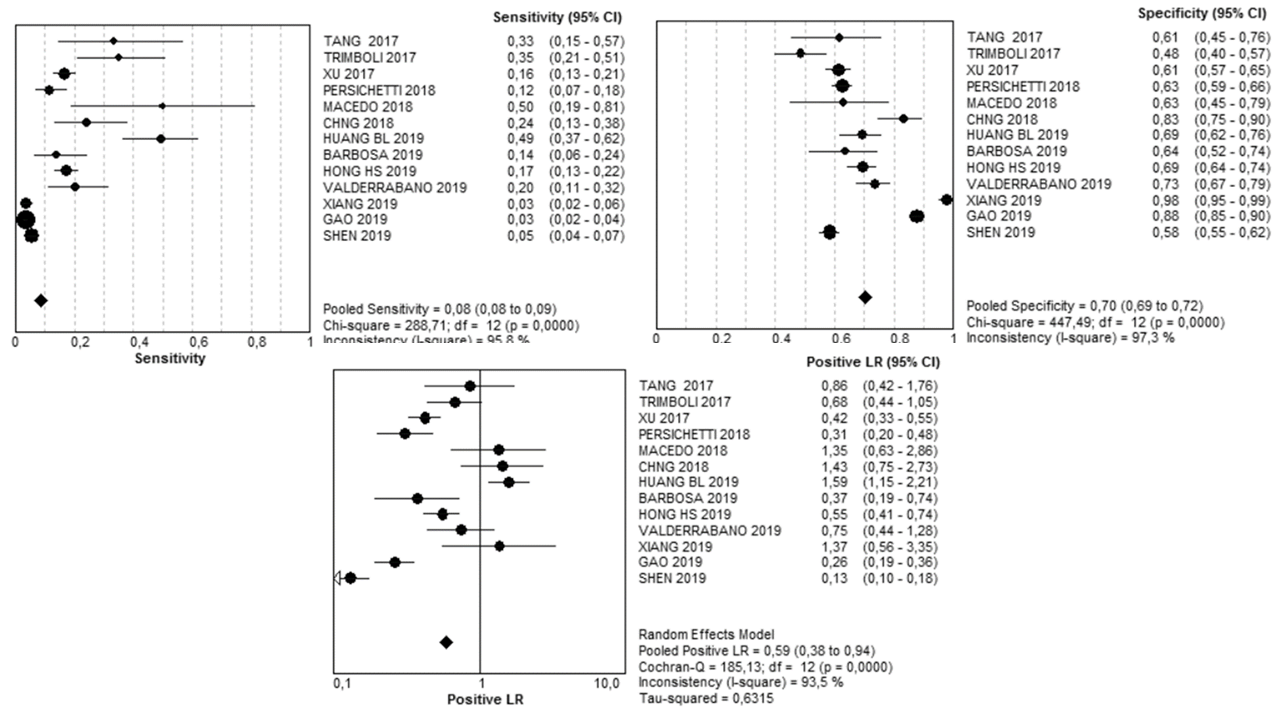 Sensitivity (95% CI)
TANG 2017 0,33 (0,15 - 0,57)
TRIMBOLI 2017 0,35 (0,21 - 0,51)
XU 2017 0,16 (0,13 - 0,21)
PERSICHETTI 2018 0,12 (0,07 - 0,18)
MACEDO 2018 0,50 (0,19 - 0,81)
CHNG 2018 0,24 (0,13 - 0,38)
HUANG BL 2019 0,49 (0,37 - 0,62)
BARBOSA 2019 0,14 (0,06 - 0,24)
HONG HS 2019 0,17 (0,13 - 0,22)
VALDERRABANO 2019 0,20 (0,11 - 0,32)
XIANG 2019 0,03 (0,02 - 0,06)
GAO 2019 0,03 (0,02 - 0,04)
SHEN 2019 0,05 (0,04 - 0,07)
Pooled Sensitivity = 0,08 (0,08 to 0,09)
Chi-square = 288,71; df = 12 (p = 0,0000)
Inconsistency (I-square) = 95,8 %
0 0,2 0,4 0,6 0,8 1
Sensitivity
Specificity (95% CI)
TANG 2017 0,61 (0,45 - 0,76)
TRIMBOLI 2017 0,48 (0,40 - 0,57)
XU 2017 0,61 (0,57 - 0,65)
PERSICHETTI 2018 0,63 (0,59 - 0,66)
MACEDO 2018 0,63 (0,45 - 0,79)
CHNG 2018 0,83 (0,75 - 0,90)
HUANG BL 2019 0,69 (0,62 - 0,76)
BARBOSA 2019 0,64 (0,52 - 0,74)
HONG HS 2019 0,69 (0,64 - 0,74)
VALDERRABANO 2019 0,73 (0,67 - 0,79)
XIANG 2019 0,98 (0,95 - 0,99)
GAO 2019 0,88 (0,85 - 0,90)
SHEN 2019 0,58 (0,55 - 0,62)
Pooled Specificity = 0,70 (0,69 to 0,72)
Chi-square = 447,49; df = 12 (p = 0,0000)
Inconsistency (I-square) = 97,3 %
0 0,2 0,4 0,6 0,8 1
Positive LR (95% CI)
TANG 2017 0,86 (0,42 - 1,76)
TRIMBOLI 2017 0,68 (0,44 - 1,05)
XU 2017 0,42 (0,33 - 0,55)
PERSICHETTI 2018 0,31 (0,20 - 0,48)
MACEDO 2018 1,35 (0,63 - 2,86)
CHNG 2018 1,43 (0,75 - 2,73)
HUANG BL 2019 1,59 (1,15 - 2,21)
BARBOSA 2019 0,37 (0,19 - 0,74)
HONG HS 2019 0,55 (0,41 - 0,74)
VALDERRABANO 2019 0,75 (0,44 - 1,28)
XIANG 2019 1,37 (0,56 - 3,35)
GAO 2019 0,26 (0,19 - 0,36)
SHEN 2019 0,13 (0,10 - 0,18)
Random Effects Model
Pooled Positive LR = 0,59 (0,38 to 0,94)
Cochran-Q = 185,13; df = 12 (p = 0,0000)
Inconsistency (I-square) = 93,5 %
Tau-squared = 0,6315
0,1 1 10,0
Positive LR